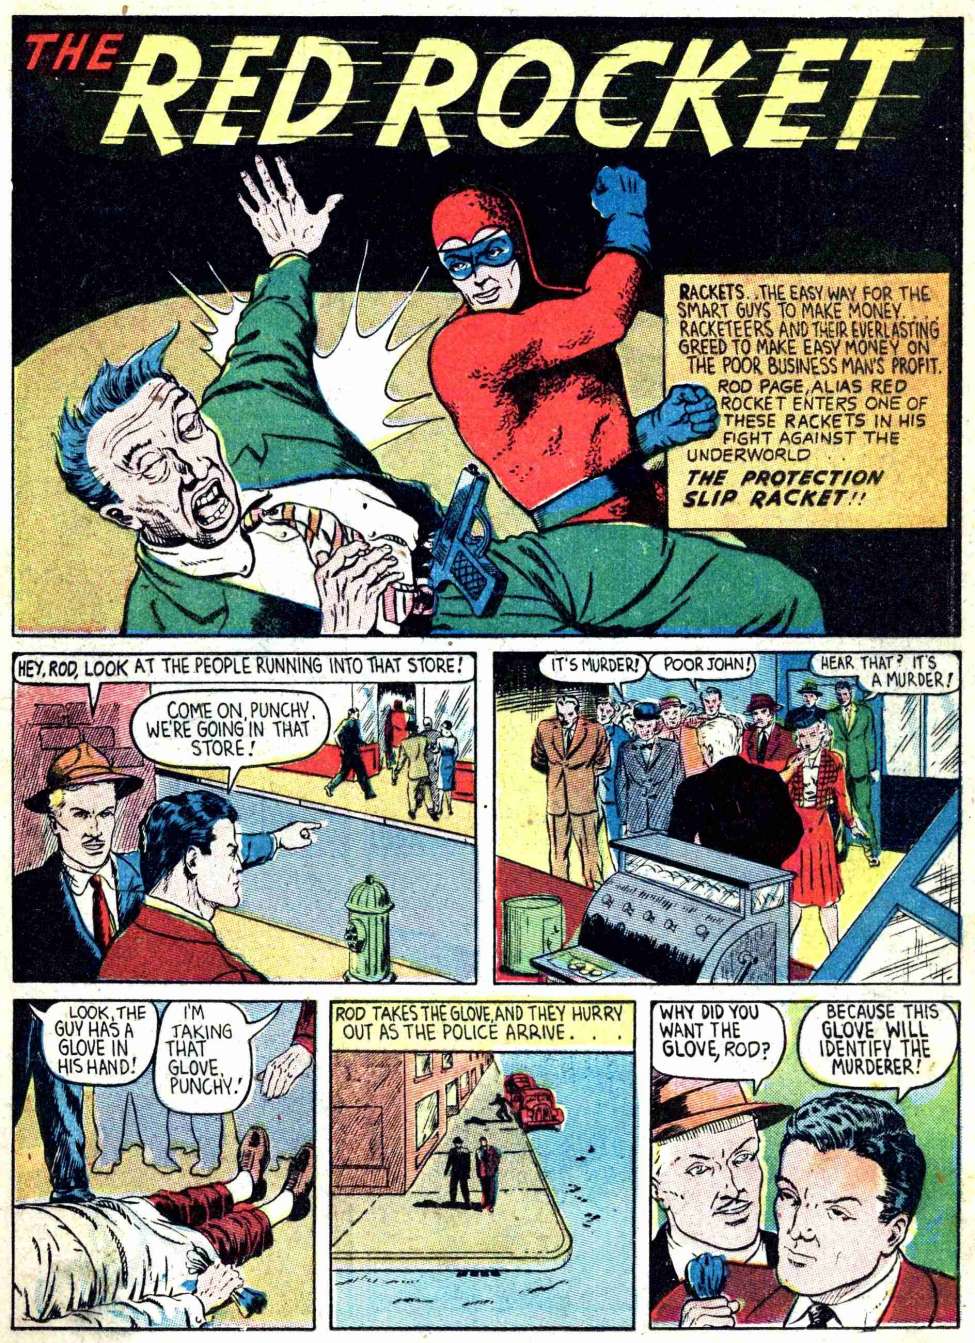 THE
RED ROCKET
RACKETS...THE EASY WAY FOR THE
SMART GUYS TO MAKE MONEY....
RACKETEERS AND THEIR EVERLASTING
GREED TO MAKE EASY MONEY ON
THE POOR BUSINESS MAN'S PROFIT.
ROD PAGE, ALIAS RED
ROCKET ENTERS ONE OF
THESE RACKETS IN HIS
FIGHT AGAINST THE
UNDERWORLD . . .
THE PROTECTION
SLIP RACKET!!
HEY, ROD, LOOK AT THE PEOPLE RUNNING INTO THAT STORE!
COME ON, PUNCHY,
WE'RE GOING IN THAT
STORE!
IT'S MURDER!
POOR JOHN!
HEAR THAT? IT'S
A MURDER!
LOOK, THE
GUY HAS A
GLOVE IN
HIS HAND!
I'M
TAKING
THAT
GLOVE,
PUNCHY!
ROD TAKES THE GLOVE, AND THEY HURRY
OUT AS THE POLICE ARRIVE. . . .
WHY DID YOU
WANT THE
GLOVE, ROD?
BECAUSE THIS
GLOVE WILL
IDENTIFY THE
MURDERER!